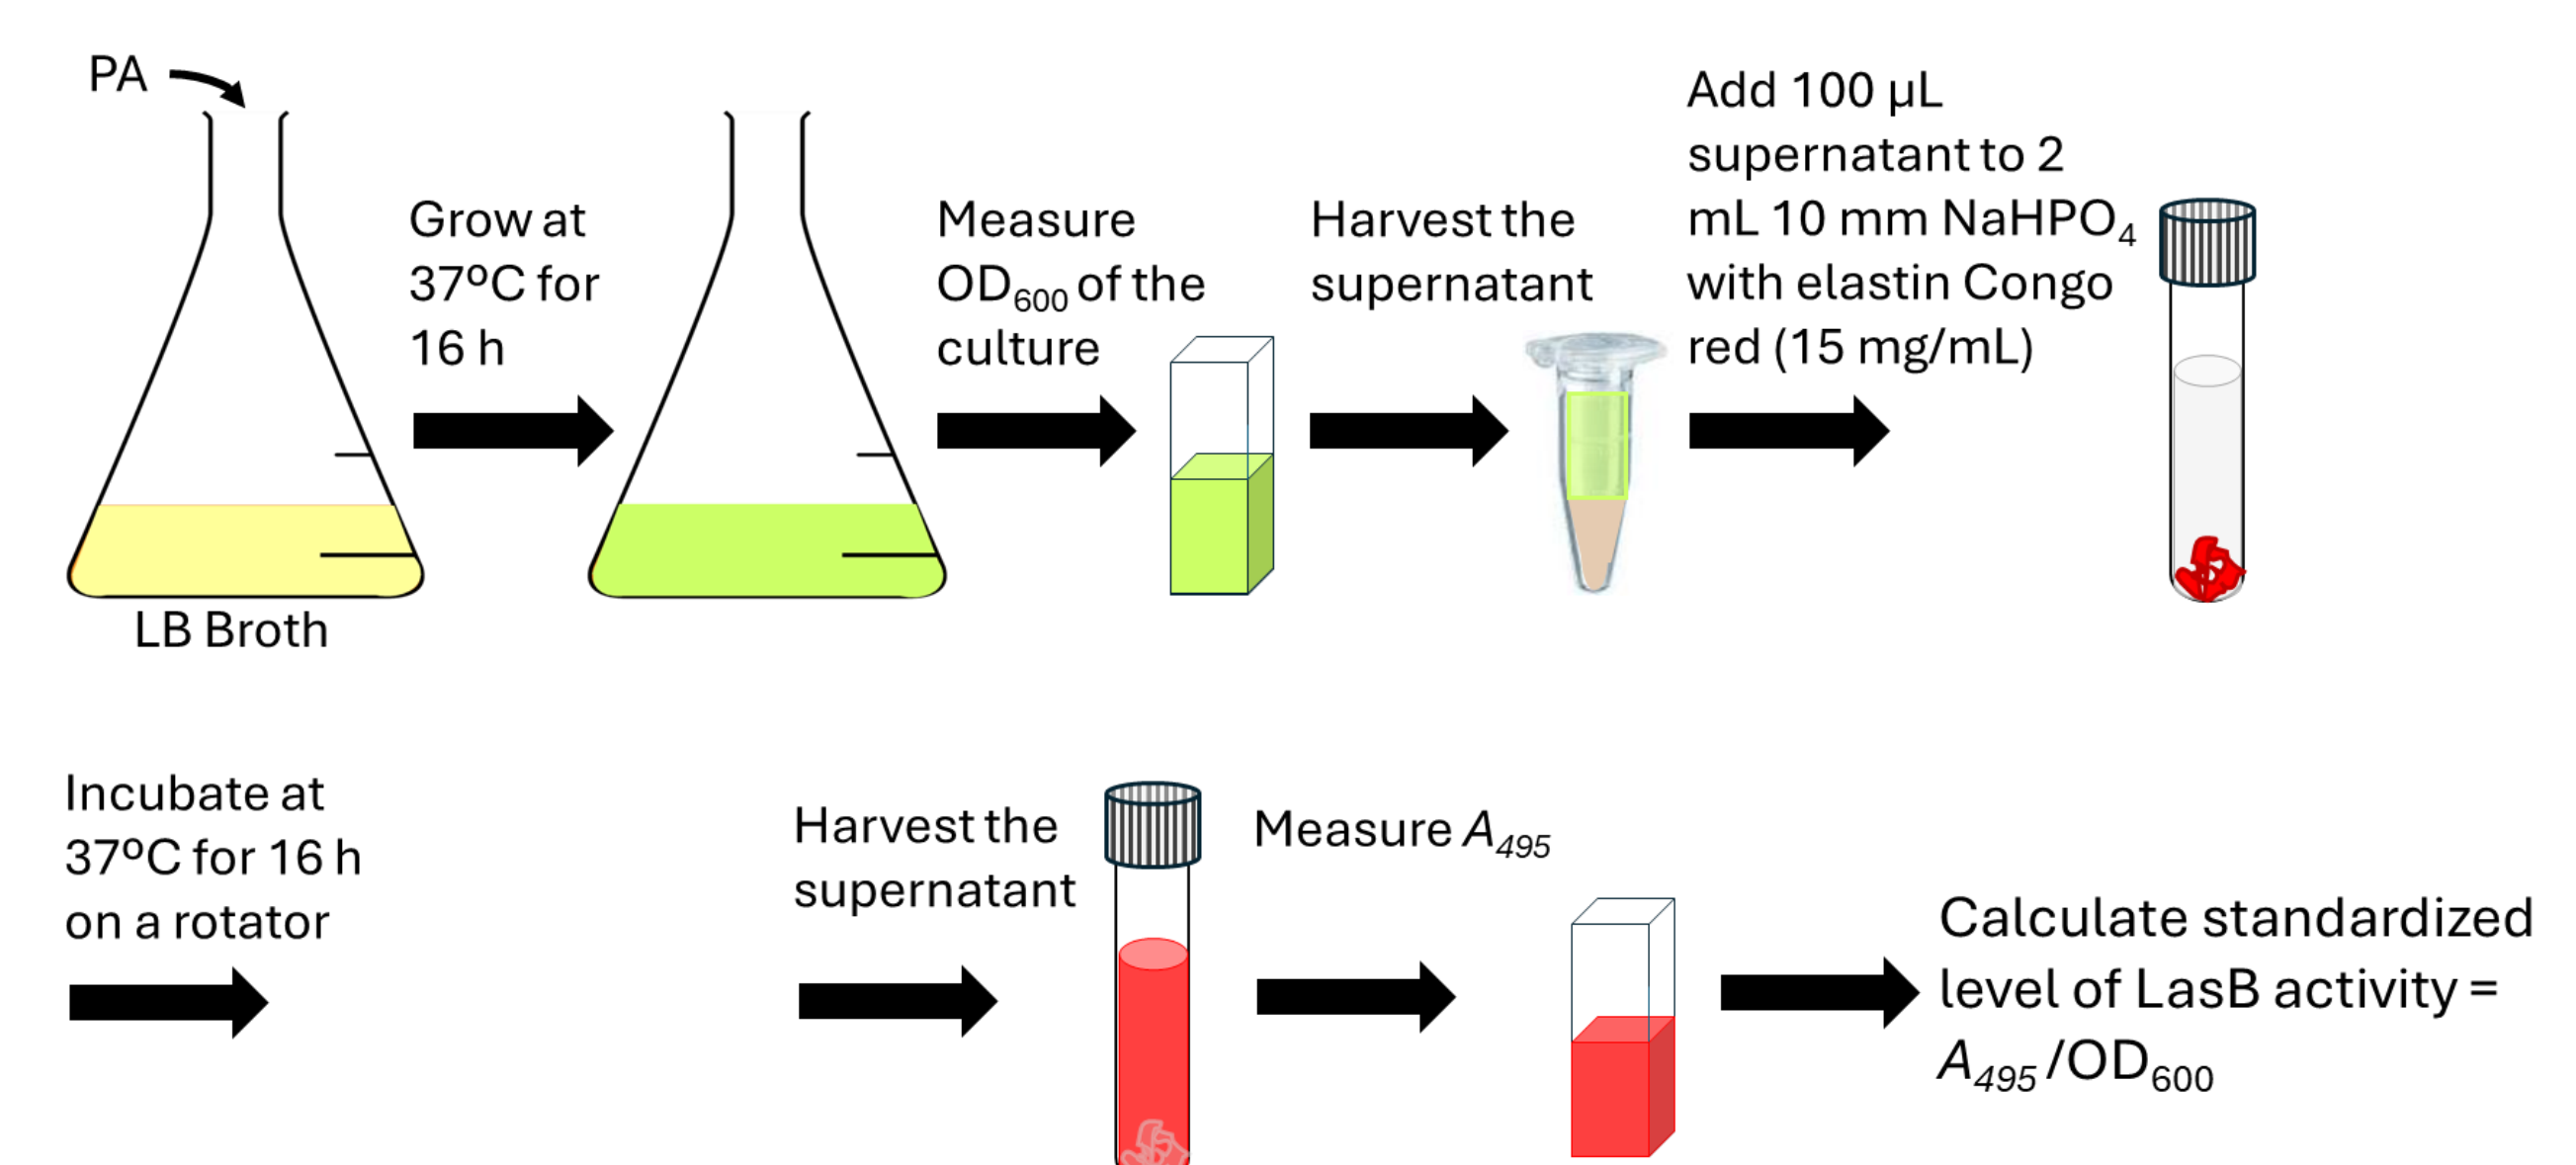 PA
LB Broth
Grow at
37ºC for
16 h
Measure
OD600 of the
culture
Harvest the
supernatant
Add 100 µL
supernatant to 2
mL 10 mm NaHPO4
with elastin Congo
red (15 mg/mL)
Incubate at
37ºC for 16 h
on a rotator
Harvest the
supernatant
Measure A495
Calculate standardized
level of LasB activity =
A495 /OD600